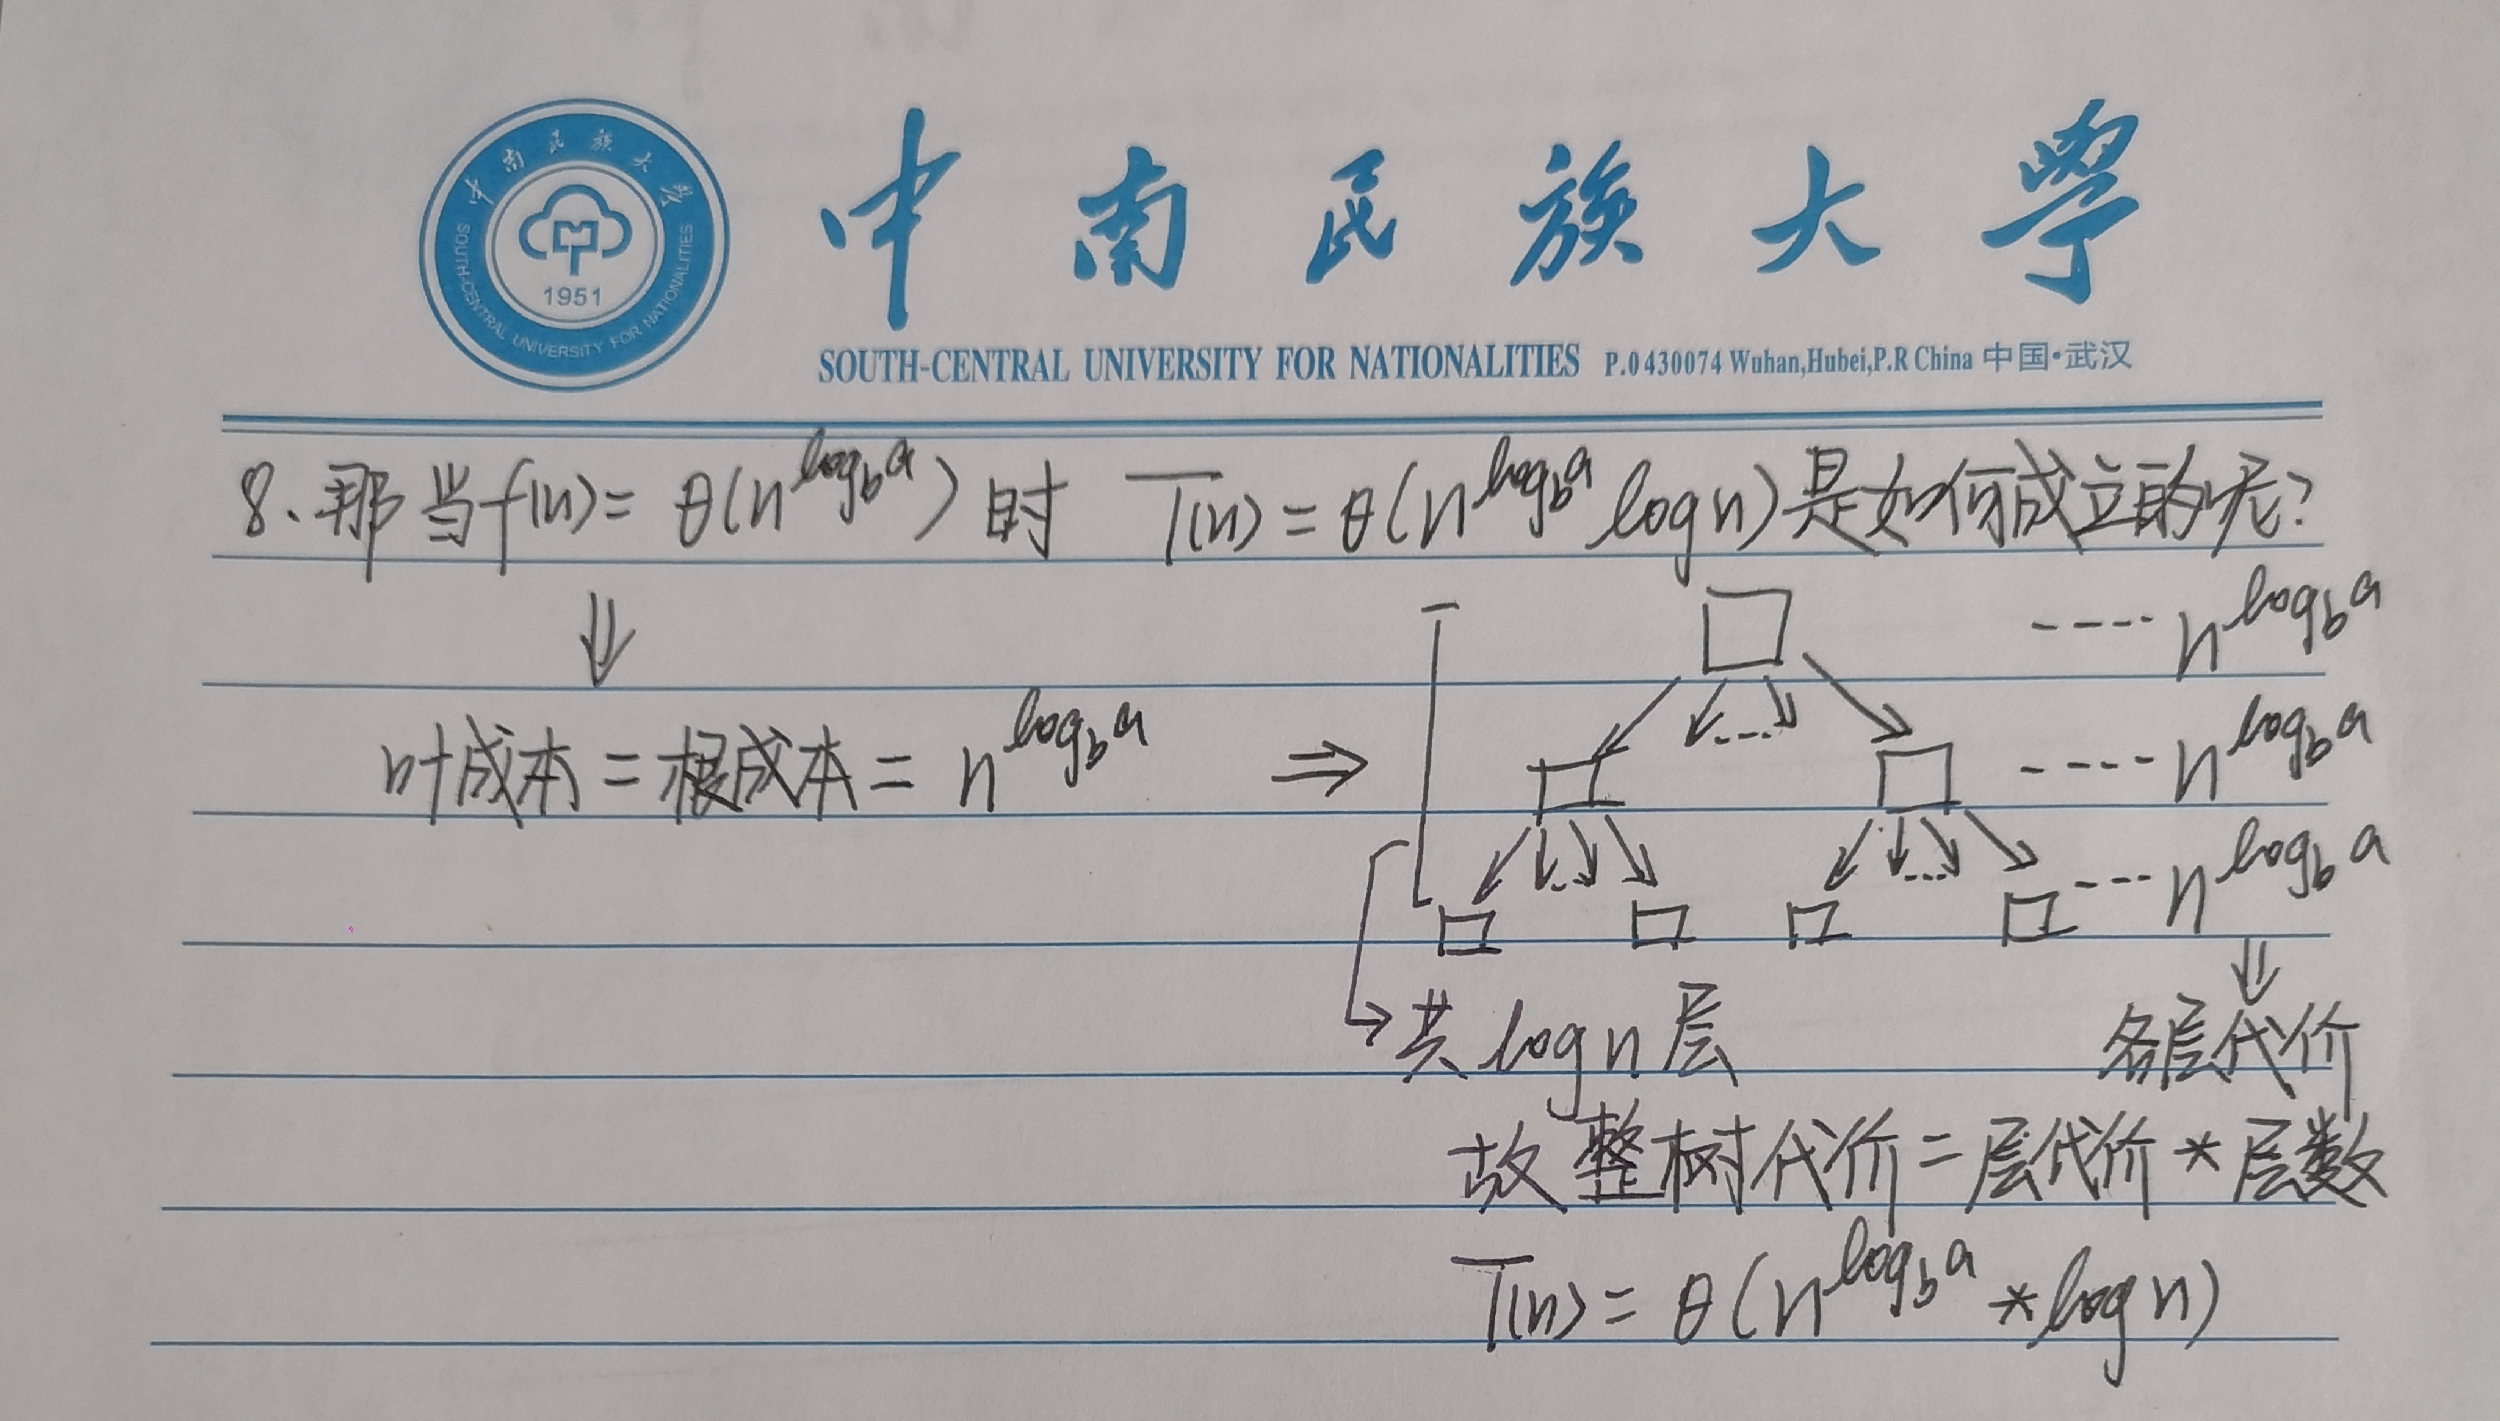 中南民族大學
中南民族大学
1951
SOUTH-CENTRAL UNIVERSITY FOR NATIONALITIES
SOUTH-CENTRAL UNIVERSITY FOR NATIONALITIES P.0 430074 Wuhan,Hubei,P.R China 中国·武汉
8、那当f(n)= θ(n^log_b a) 时 T(n) = θ(n^log_b a log n)是如何成立的呢?
⇓
---- n^log_b a
叶成本 = 根成本 = n^log_b a ⇒
---- n^log_b a
--- n^log_b a
⇓
→共 log n 层 各层代价
故整树代价 = 层代价 * 层数
T(n) = θ(n^log_b a * log n)